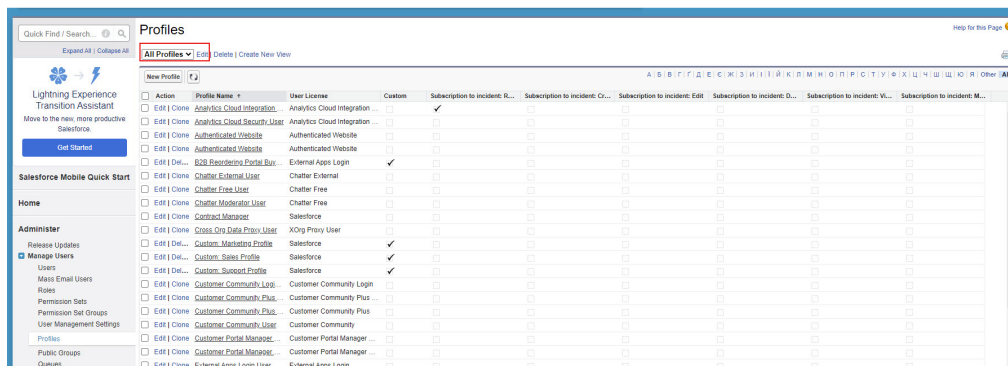 Quick Find / Search...
Expand All | Collapse All
Lightning Experience
Transition Assistant
Move to the new, more productive
Salesforce.
Get Started
Salesforce Mobile Quick Start
Home
Administer
Release Updates
Manage Users
Users
Mass Email Users
Roles
Permission Sets
Permission Set Groups
User Management Settings
Profiles
Public Groups
Queues
Profiles
Help for this Page
All Profiles Edit | Delete | Create New View
New Profile
А Б В Г Ґ Д Е Є Ж З И І Ї Й К Л М Н О П Р С Т У Ф Х Ц Ч Ш Щ Ю Я Other All
Action Profile Name User License Custom Subscription to incident: R... Subscription to incident: Cr... Subscription to incident: Edit Subscription to incident: D... Subscription to incident: Vi... Subscription to incident: M...
Edit | Clone Analytics Cloud Integration ... Analytics Cloud Integration ...
Edit | Clone Analytics Cloud Security User Analytics Cloud Integration ...
Edit | Clone Authenticated Website Authenticated Website
Edit | Clone Authenticated Website Authenticated Website
Edit | Del... B2B Reordering Portal Buy... External Apps Login
Edit | Clone Chatter External User Chatter External
Edit | Clone Chatter Free User Chatter Free
Edit | Clone Chatter Moderator User Chatter Free
Edit | Clone Contract Manager Salesforce
Edit | Clone Cross Org Data Proxy User XOrg Proxy User
Edit | Del... Custom: Marketing Profile Salesforce
Edit | Del... Custom: Sales Profile Salesforce
Edit | Del... Custom: Support Profile Salesforce
Edit | Clone Customer Community Logi... Customer Community Login
Edit | Clone Customer Community Plus ... Customer Community Plus ...
Edit | Clone Customer Community Plus ... Customer Community Plus
Edit | Clone Customer Community User Customer Community
Edit | Clone Customer Portal Manager ... Customer Portal Manager ...
Edit | Clone Customer Portal Manager ... Customer Portal Manager ...
Edit | Clone External Apps Login User External Apps Login